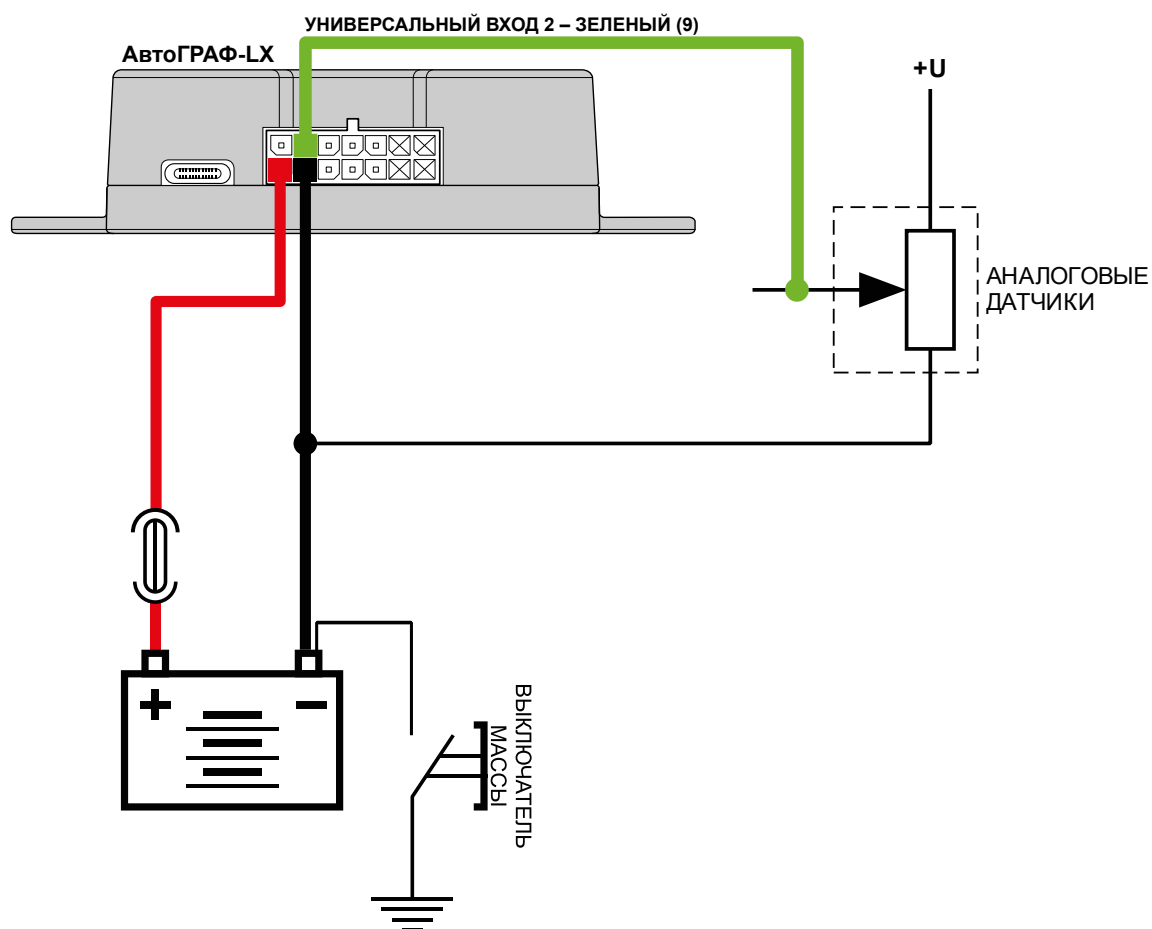 УНИВЕРСАЛЬНЫЙ ВХОД 2 – ЗЕЛЕНЫЙ (9)
АвтоГРАФ-LX
+U
АНАЛОГОВЫЕ
ДАТЧИКИ
ВЫКЛЮЧАТЕЛЬ
МАССЫ